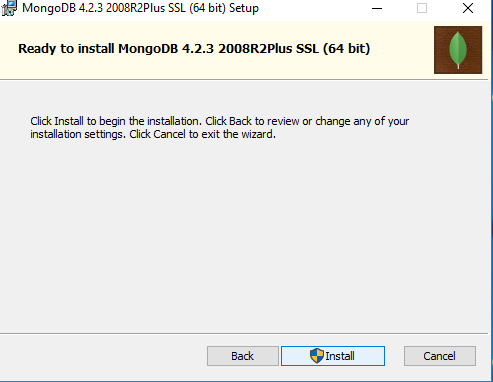 MongoDB 4.2.3 2008R2Plus SSL (64 bit) Setup
Ready to install MongoDB 4.2.3 2008R2Plus SSL (64 bit)
Click Install to begin the installation. Click Back to review or change any of your
installation settings. Click Cancel to exit the wizard.
Back Install Cancel